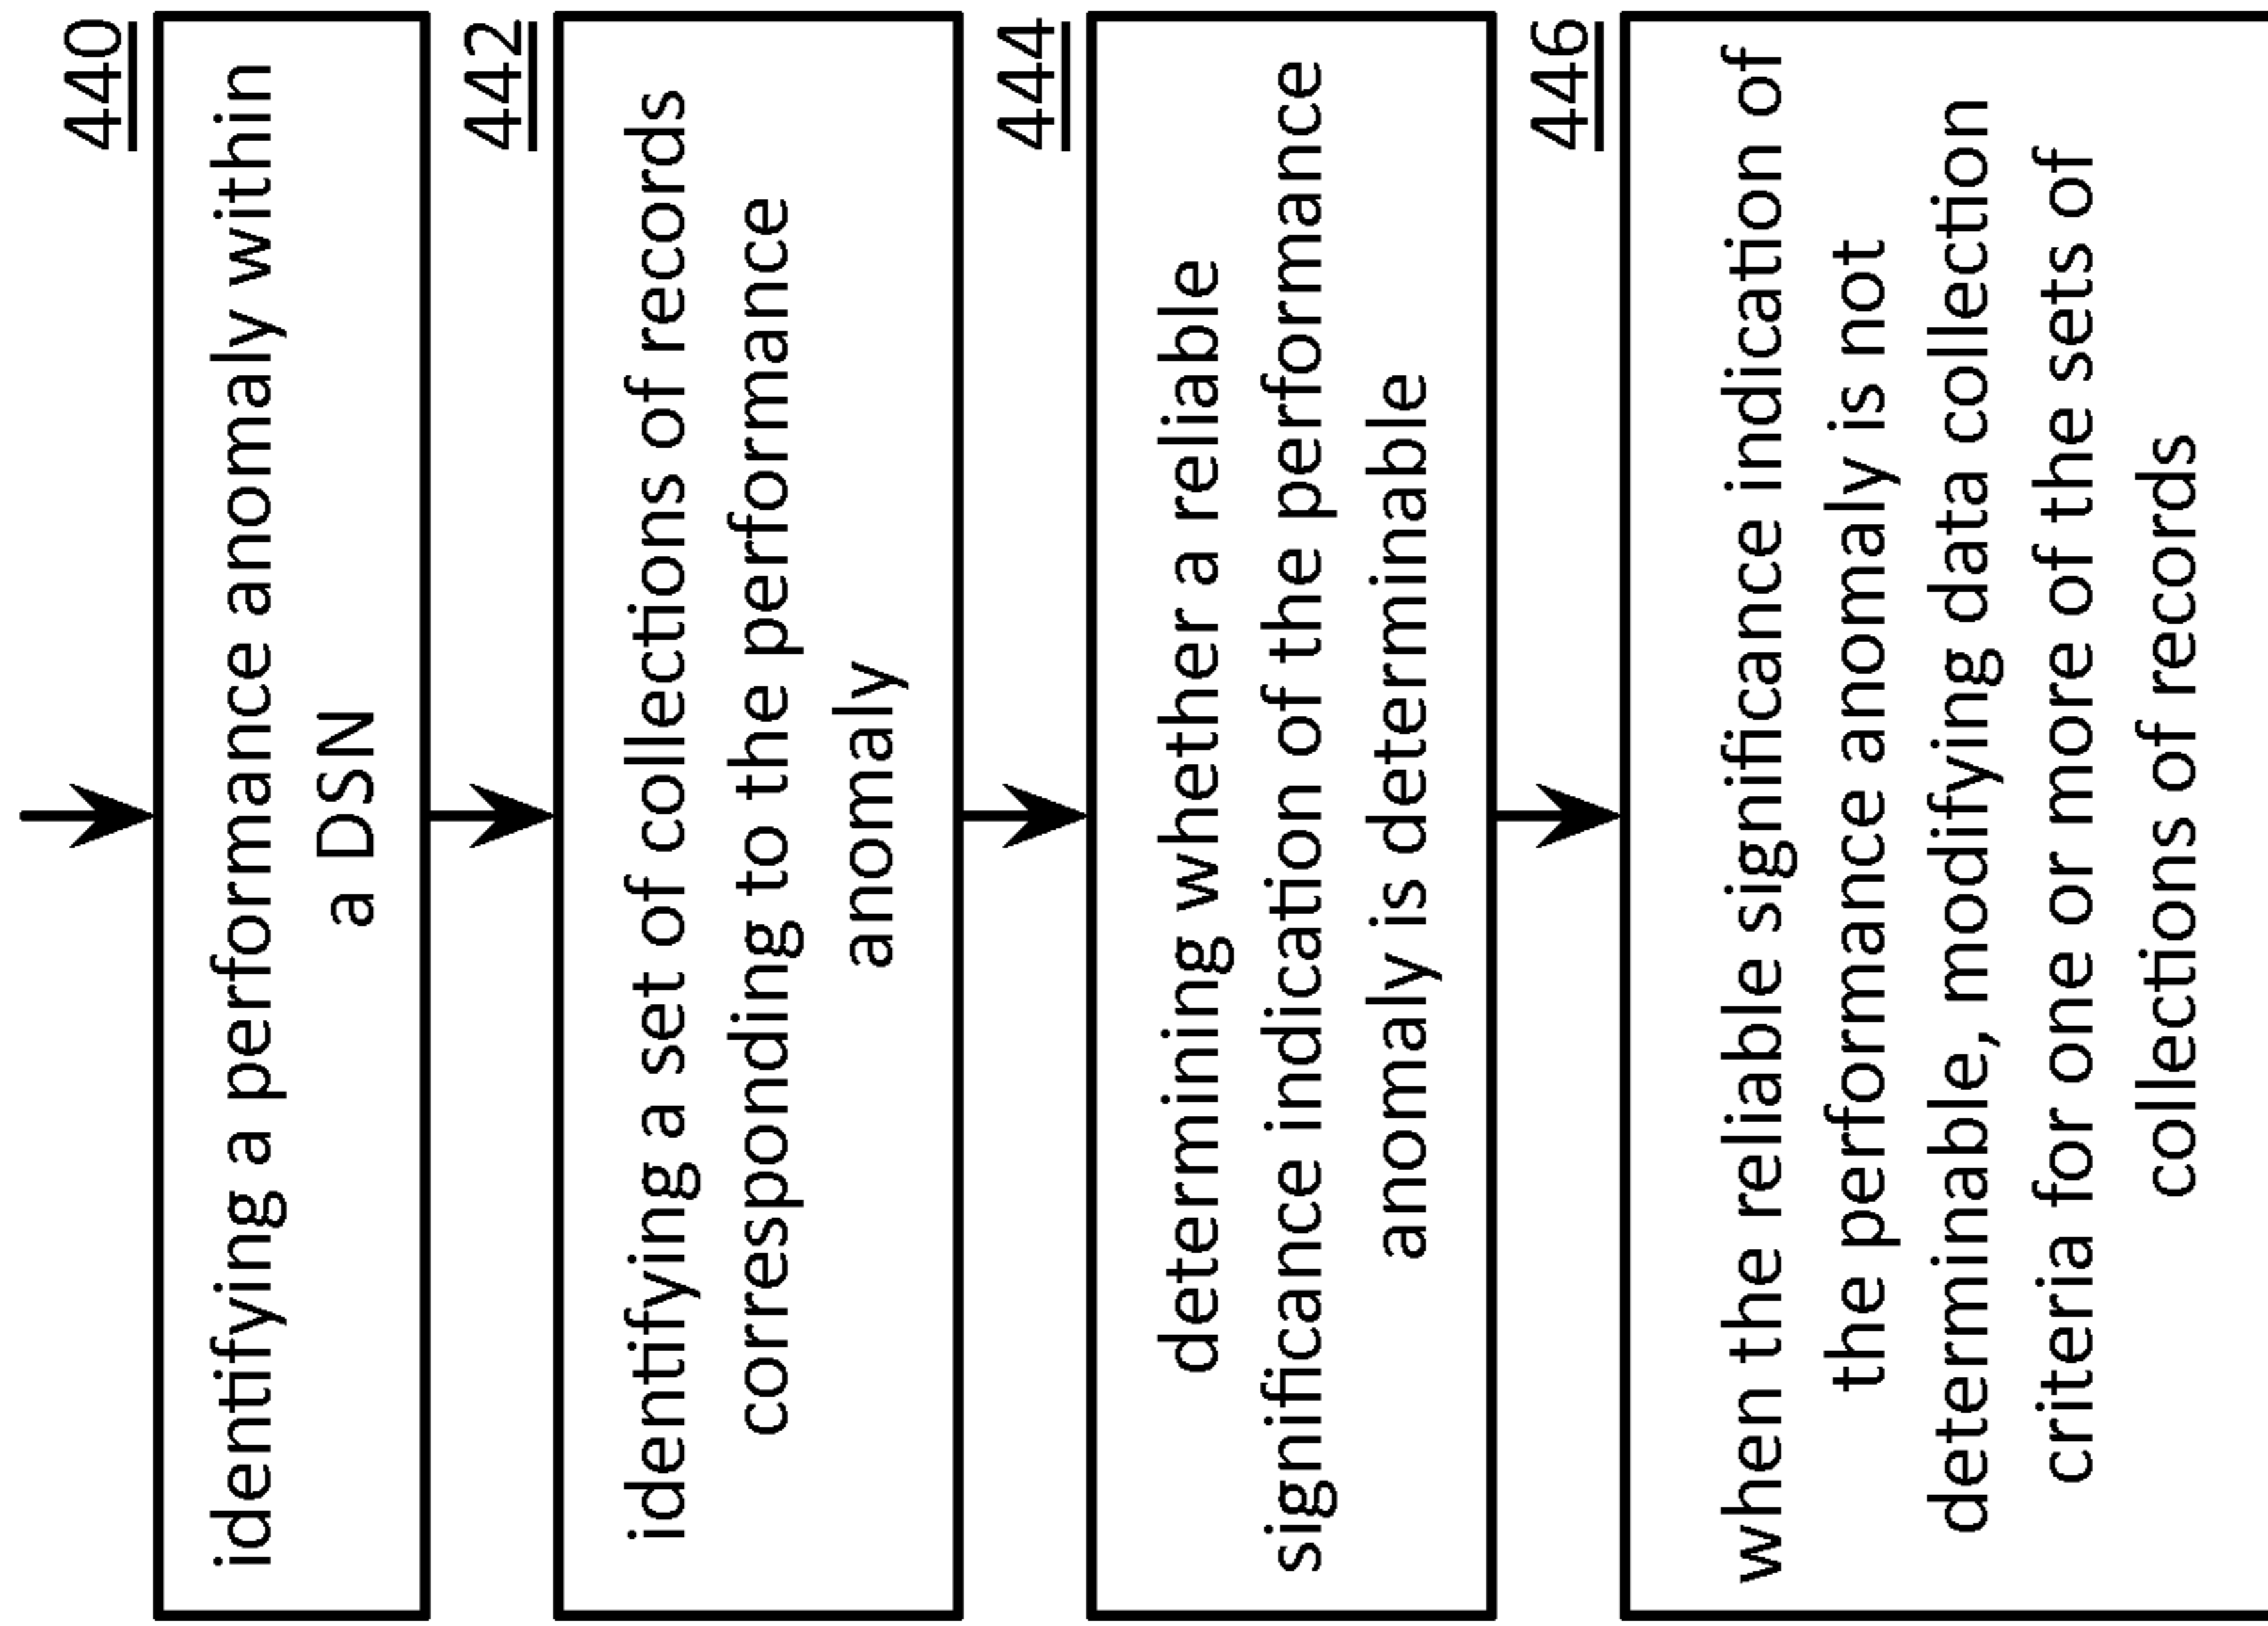 440
identifying a performance anomaly within
a DSN
442
identifying a set of collections of records
corresponding to the performance
anomaly
444
determining whether a reliable
significance indication of the performance
anomaly is determinable
446
when the reliable significance indication of
the performance anomaly is not
determinable, modifying data collection
criteria for one or more of the sets of
collections of records